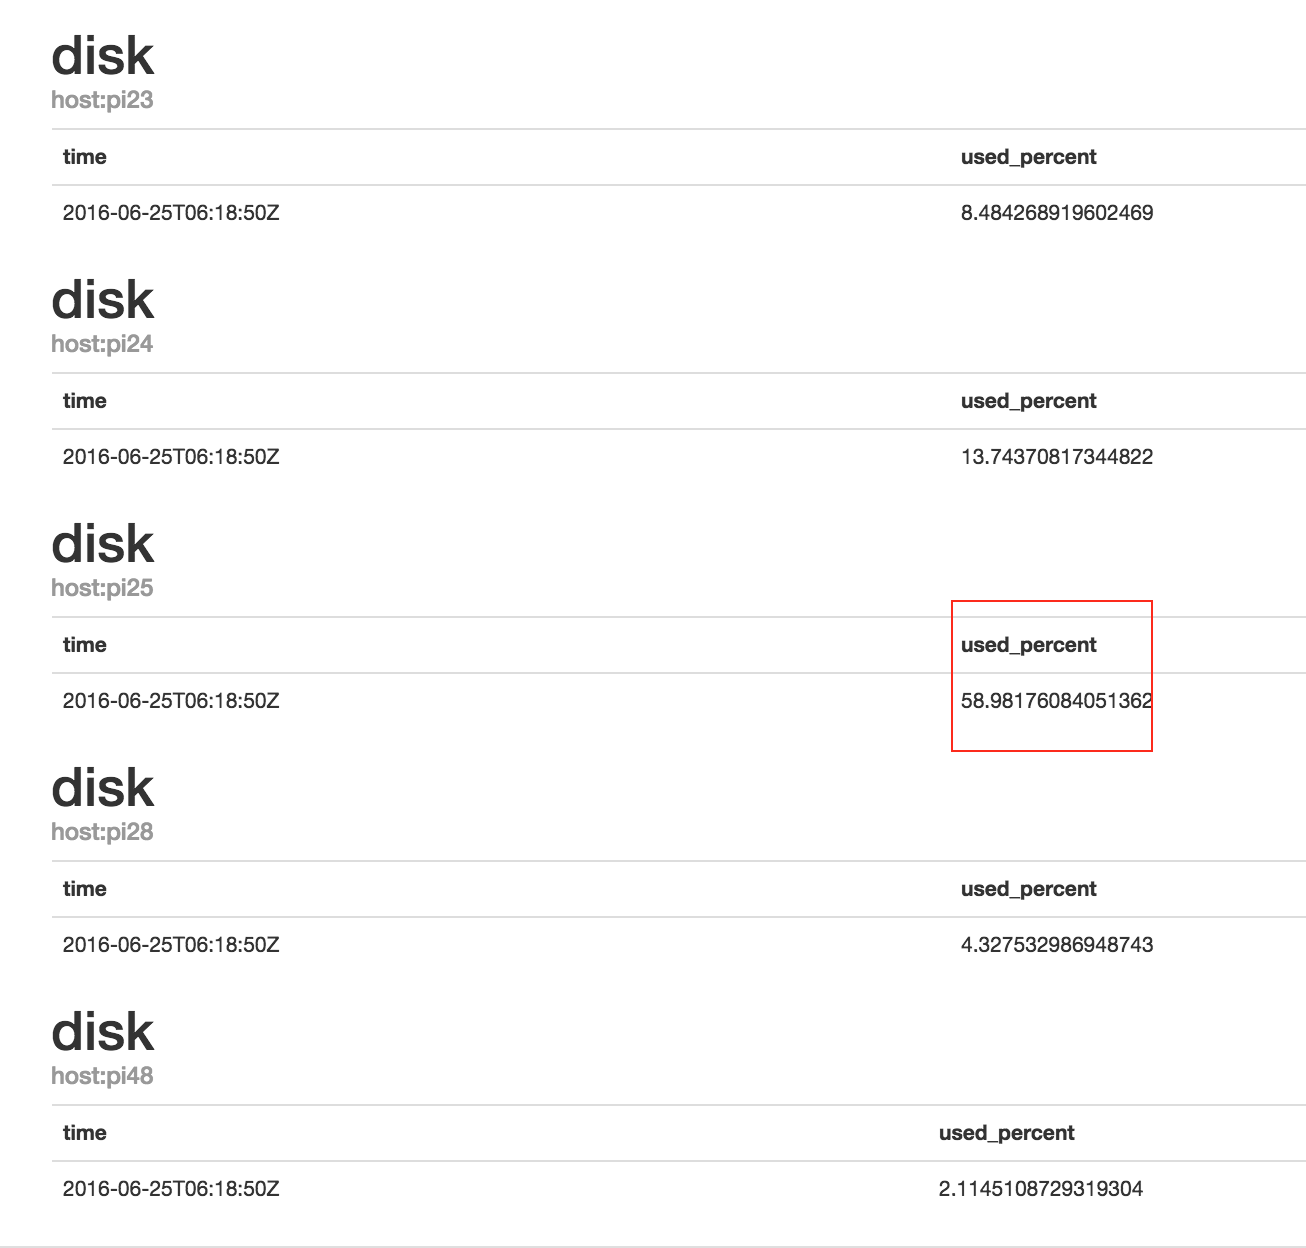 disk
host:pi23
time used_percent
2016-06-25T06:18:50Z 8.484268919602469
disk
host:pi24
time used_percent
2016-06-25T06:18:50Z 13.74370817344822
disk
host:pi25
time used_percent
2016-06-25T06:18:50Z 58.98176084051362
disk
host:pi28
time used_percent
2016-06-25T06:18:50Z 4.327532986948743
disk
host:pi48
time used_percent
2016-06-25T06:18:50Z 2.1145108729319304